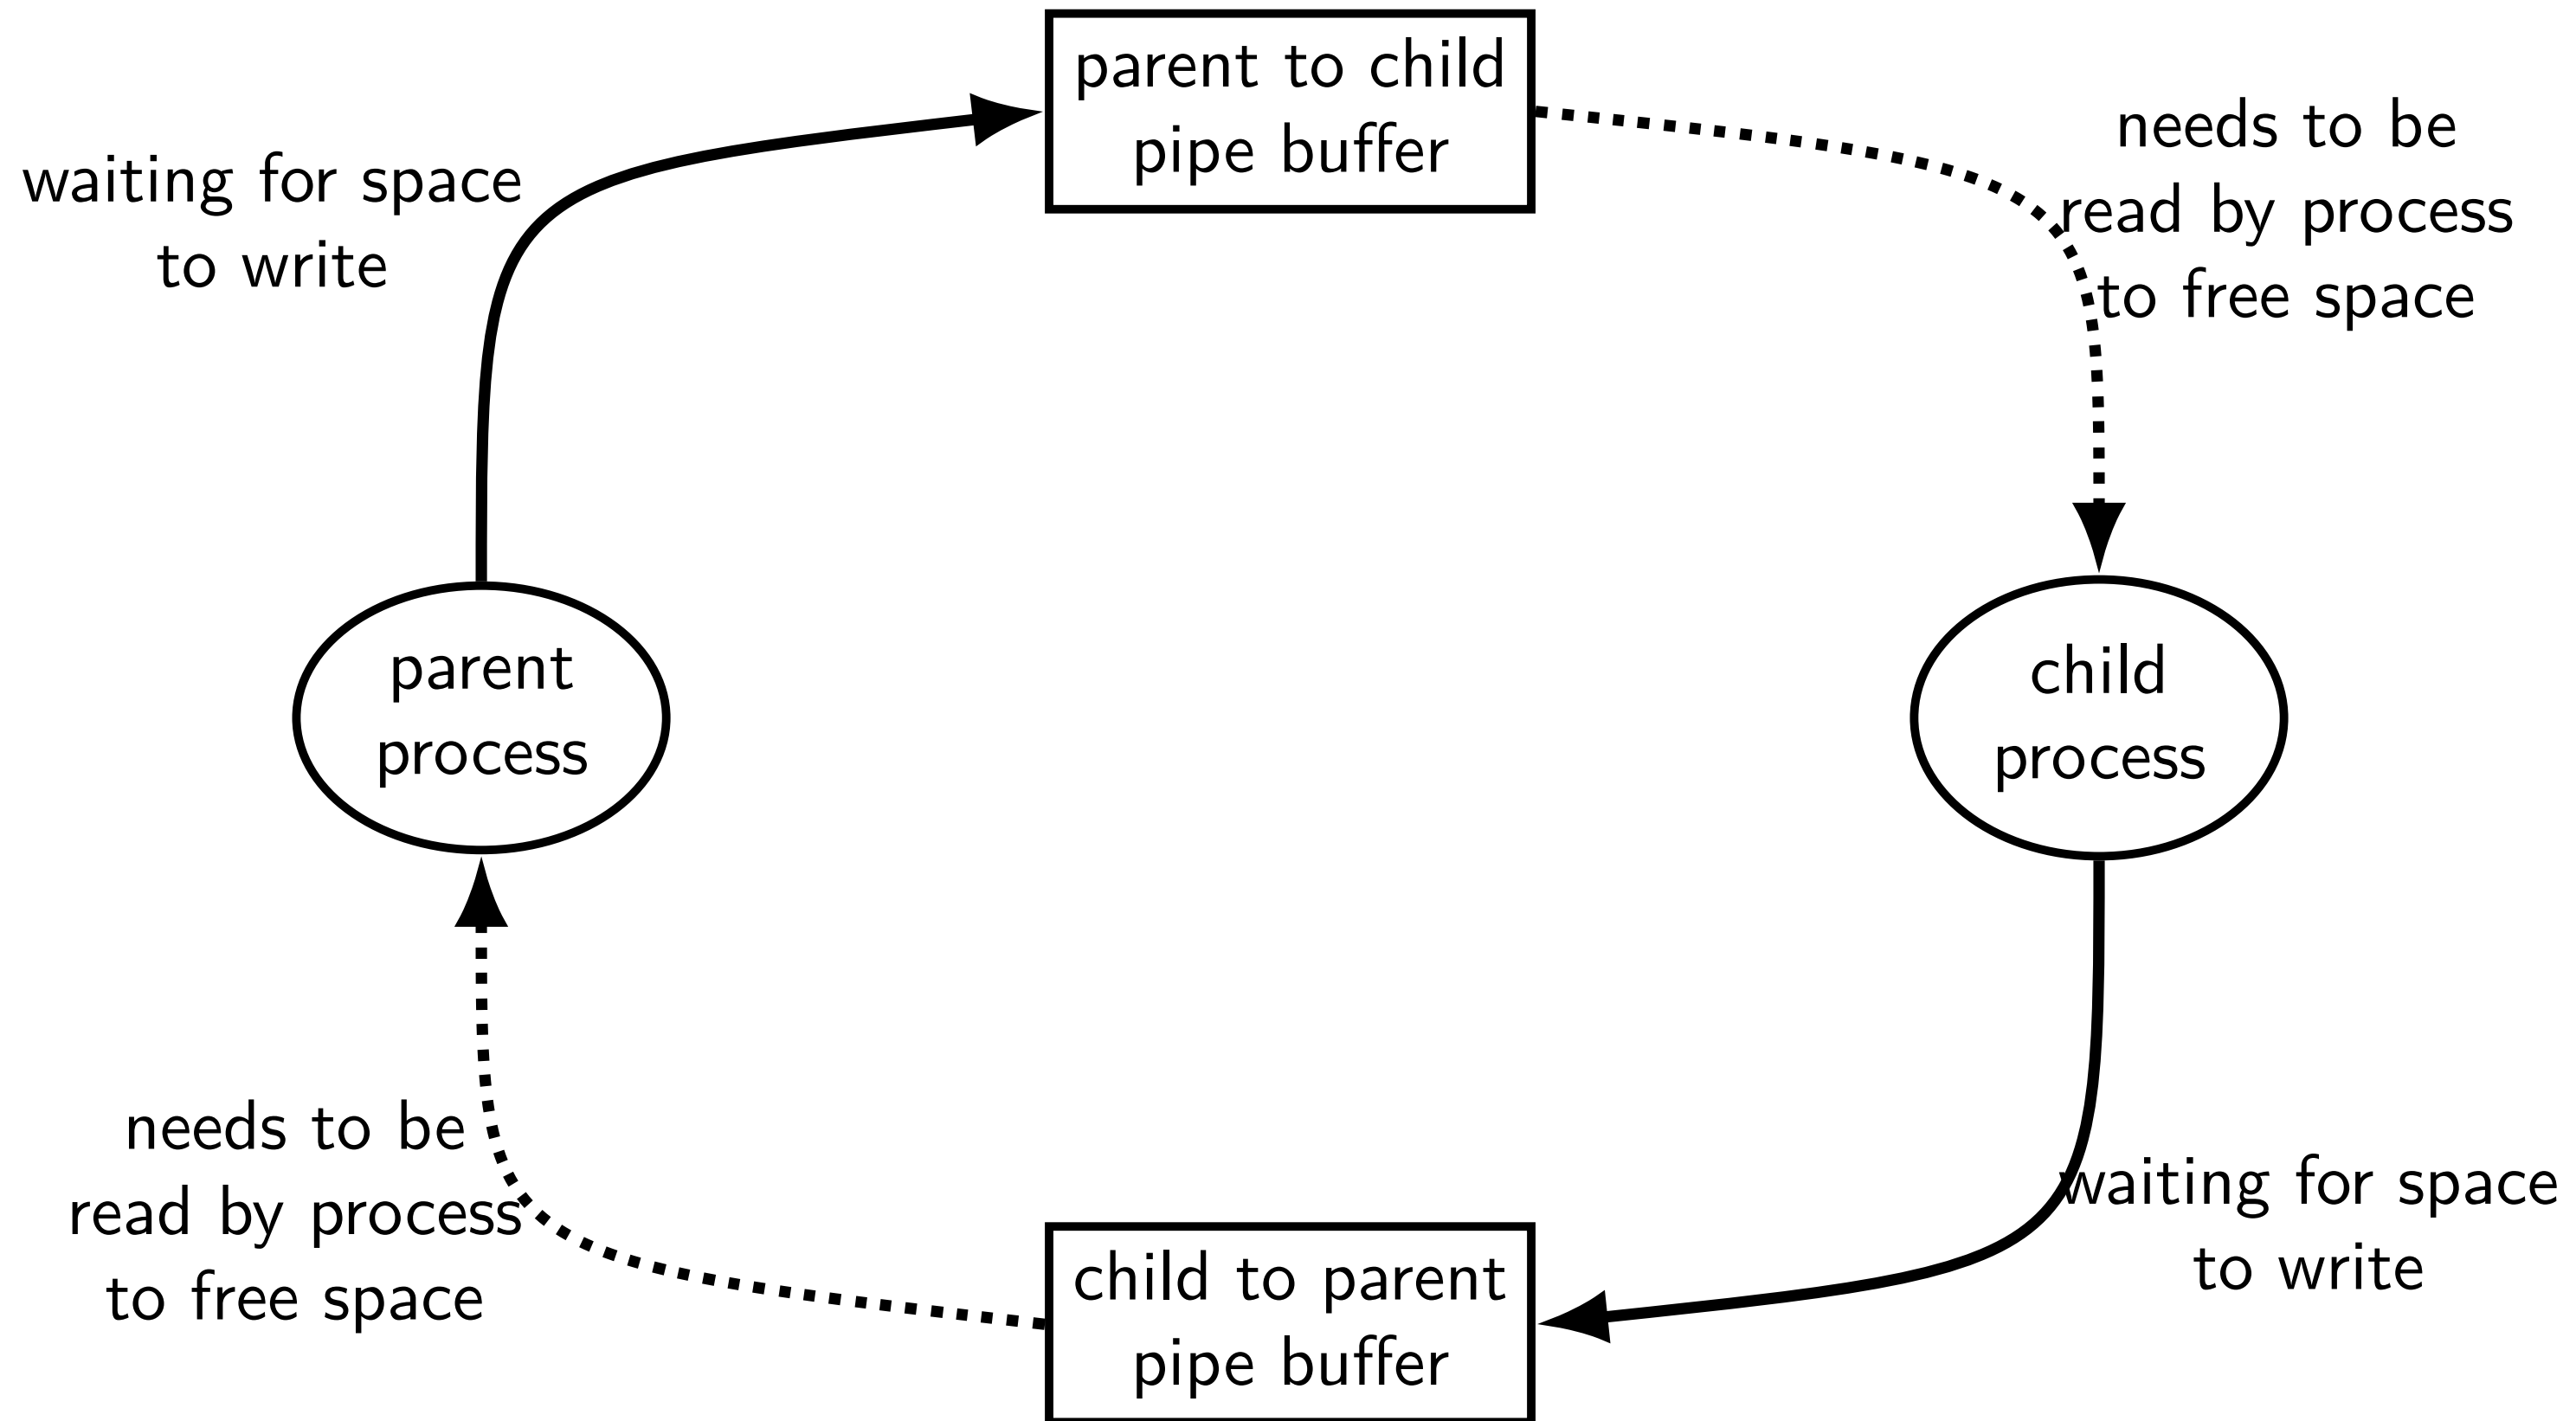 parent to child
pipe buffer
waiting for space
to write
needs to be
read by process
to free space
parent
process
child
process
needs to be
read by process
to free space
waiting for space
to write
child to parent
pipe buffer